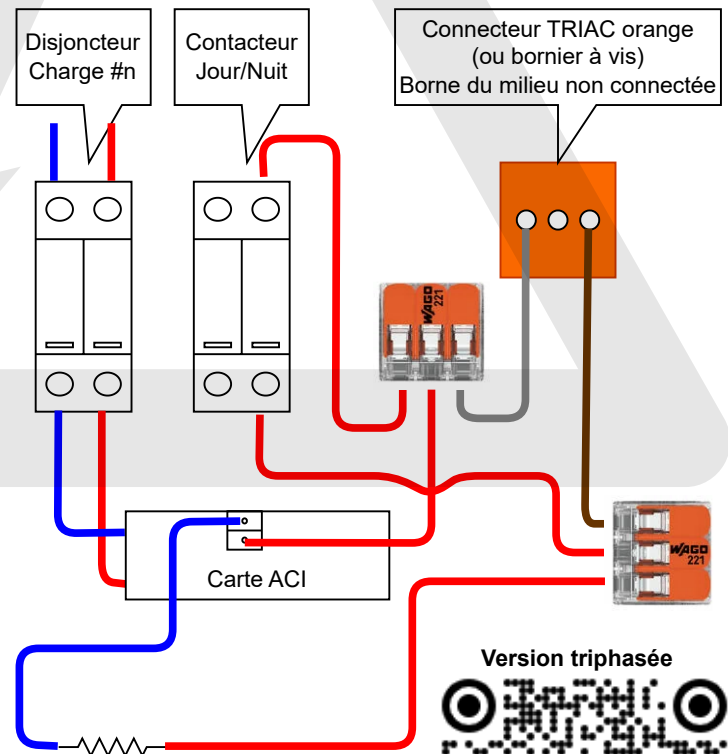 Disjoncteur
Charge #n
Contacteur
Jour/Nuit
Connecteur TRIAC orange
(ou bornier à vis)
Borne du milieu non connectée
WAGO
221
WAGO
221
Carte ACI
Version triphasée